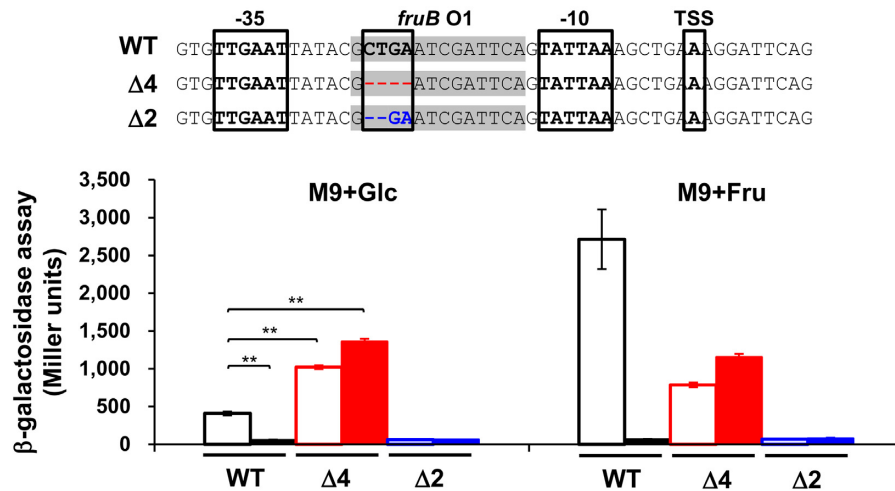 -35 fruB O1 -10 TSS
WT GTGTTGAATTATACGCTGAATCGATTCAGTATTAAAGCTGAAAGGATTCAG
Δ4 GTGTTGAATTATACG----ATCGATTCAGTATTAAAGCTGAAAGGATTCAG
Δ2 GTGTTGAATTATACG--GAATCGATTCAGTATTAAAGCTGAAAGGATTCAG
β-galactosidase assay
(Miller units)
3,500
3,000
2,500
2,000
1,500
1,000
500
0
M9+Glc M9+Fru
**
**
**
WT Δ4 Δ2 WT Δ4 Δ2